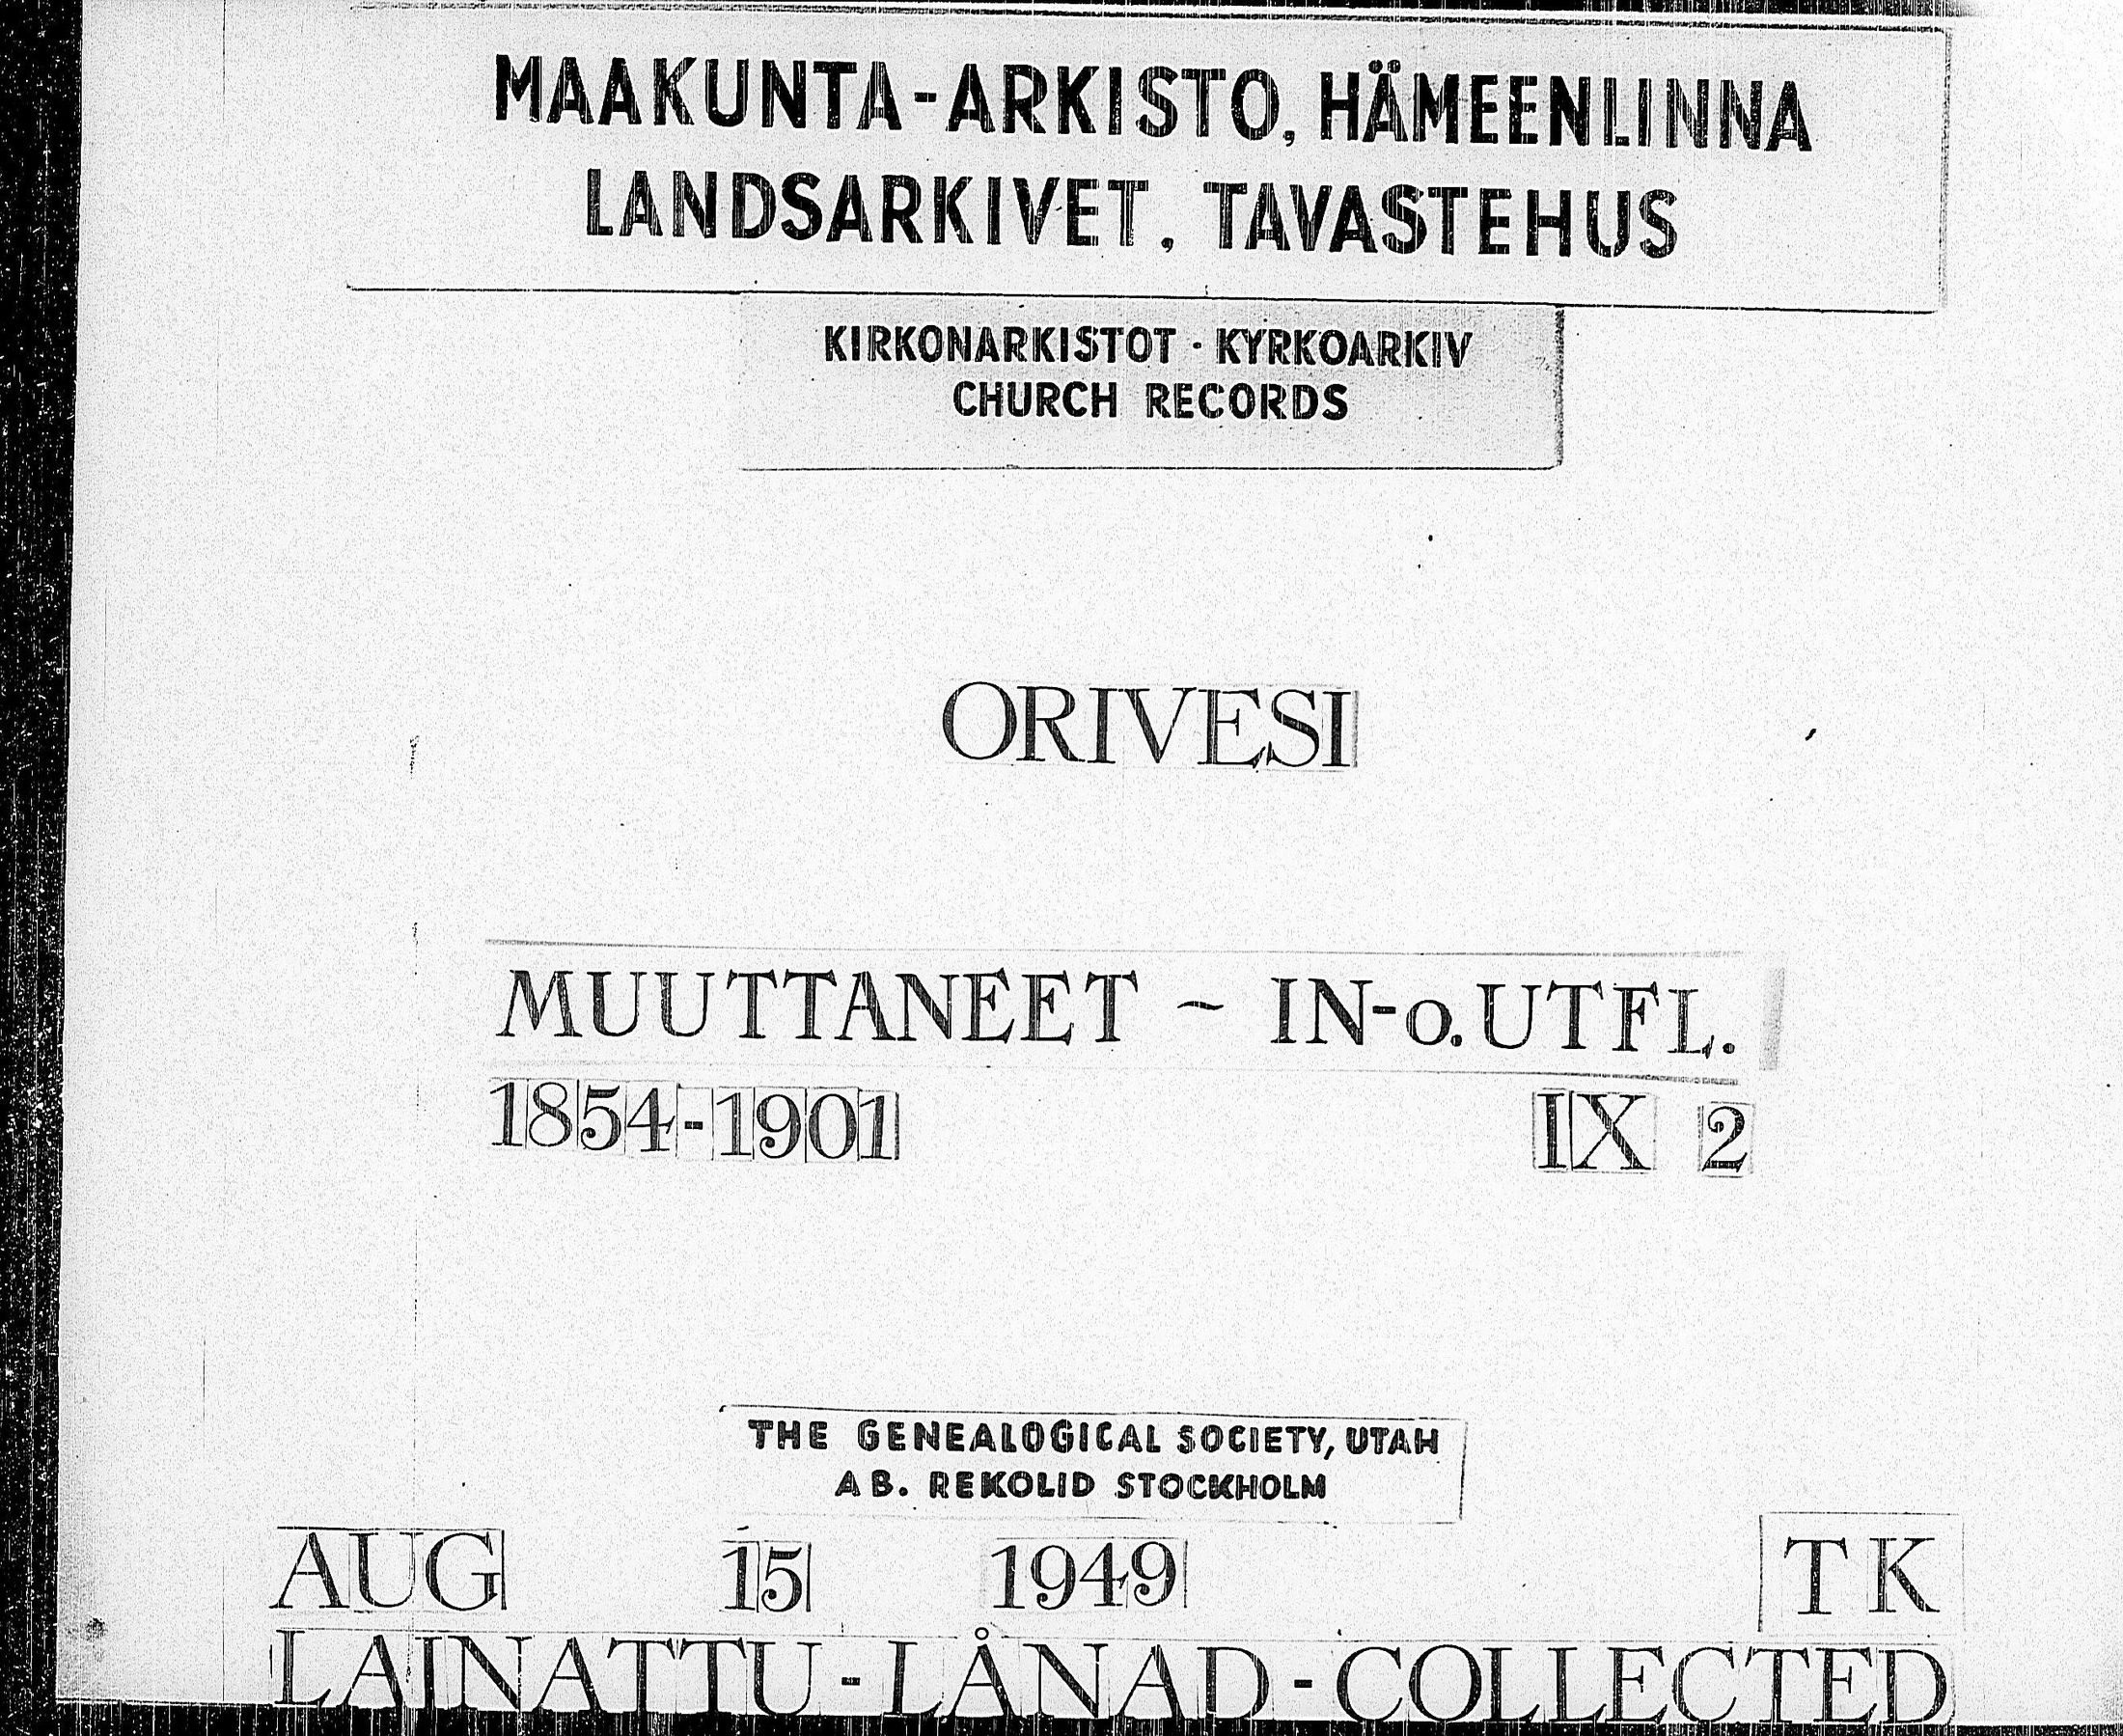 MAAKUNTA-ARKISTO, HÄMEENLINNA
LANDSARKIVET, TAVASTEHUS
KIRKONARKISTOT · KYRKOARKIV
CHURCH RECORDS
ORIVESI
MUUTTANEET ~ IN-o.UTFL.
1854-1901 IX 2
THE GENEALOGICAL SOCIETY, UTAH
AB. REKOLID STOCKHOLM
AUG 15 1949 TK
LAINATTU-LÅNAD-COLLECTED